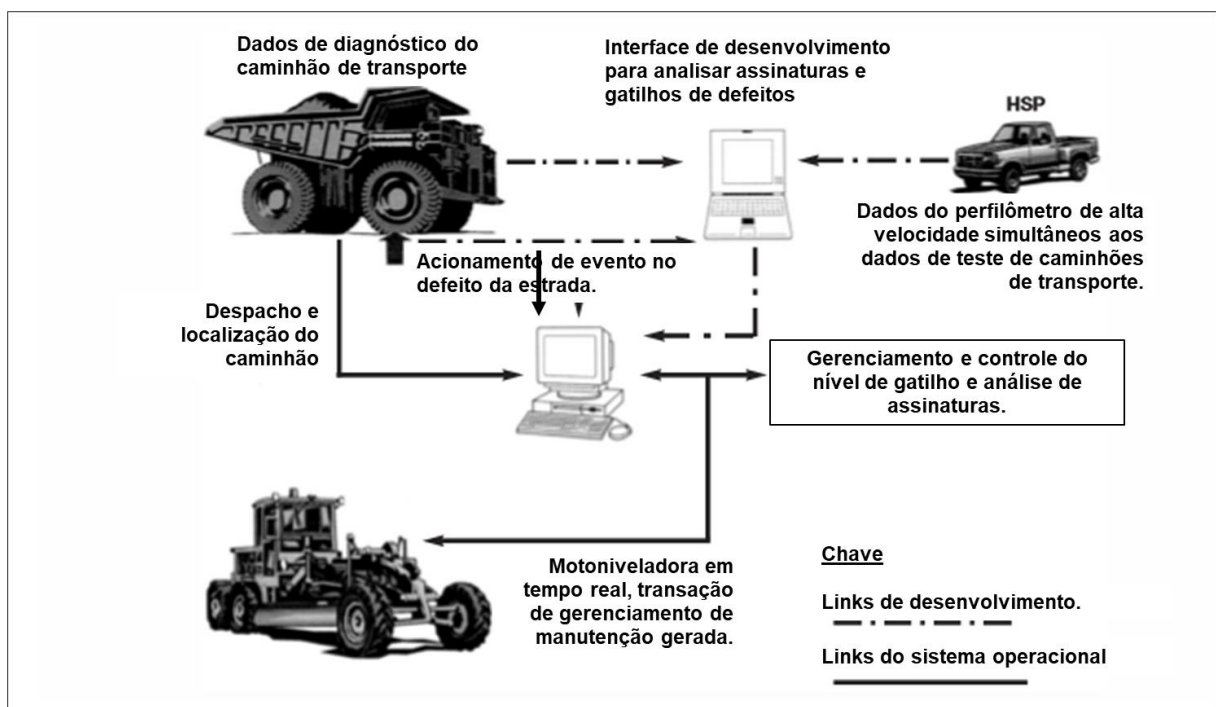 Dados de diagnóstico do
caminhão de transporte
Interface de desenvolvimento
para analisar assinaturas e
gatilhos de defeitos
HSP
Dados do perfilômetro de alta
velocidade simultâneos aos
dados de teste de caminhões
de transporte.
Acionamento de evento no
defeito da estrada.
Despacho e
localização do
caminhão
Gerenciamento e controle do
nível de gatilho e análise de
assinaturas.
Motoniveladora em
tempo real, transação
de gerenciamento de
manutenção gerada.
Chave
Links de desenvolvimento.
Links do sistema operacional